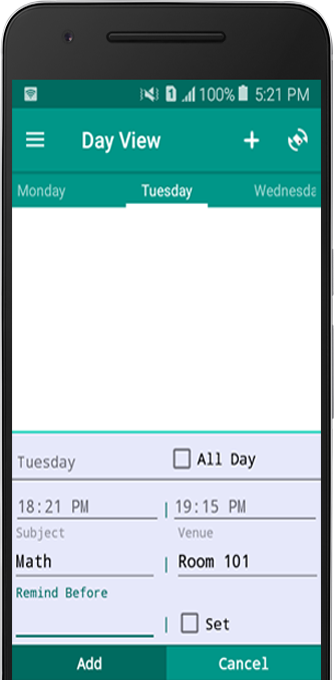 100% 5:21 PM
Day View
Monday Tuesday Wednesda
Tuesday All Day
18:21 PM 19:15 PM
Subject Venue
Math Room 101
Remind Before
Set
Add Cancel